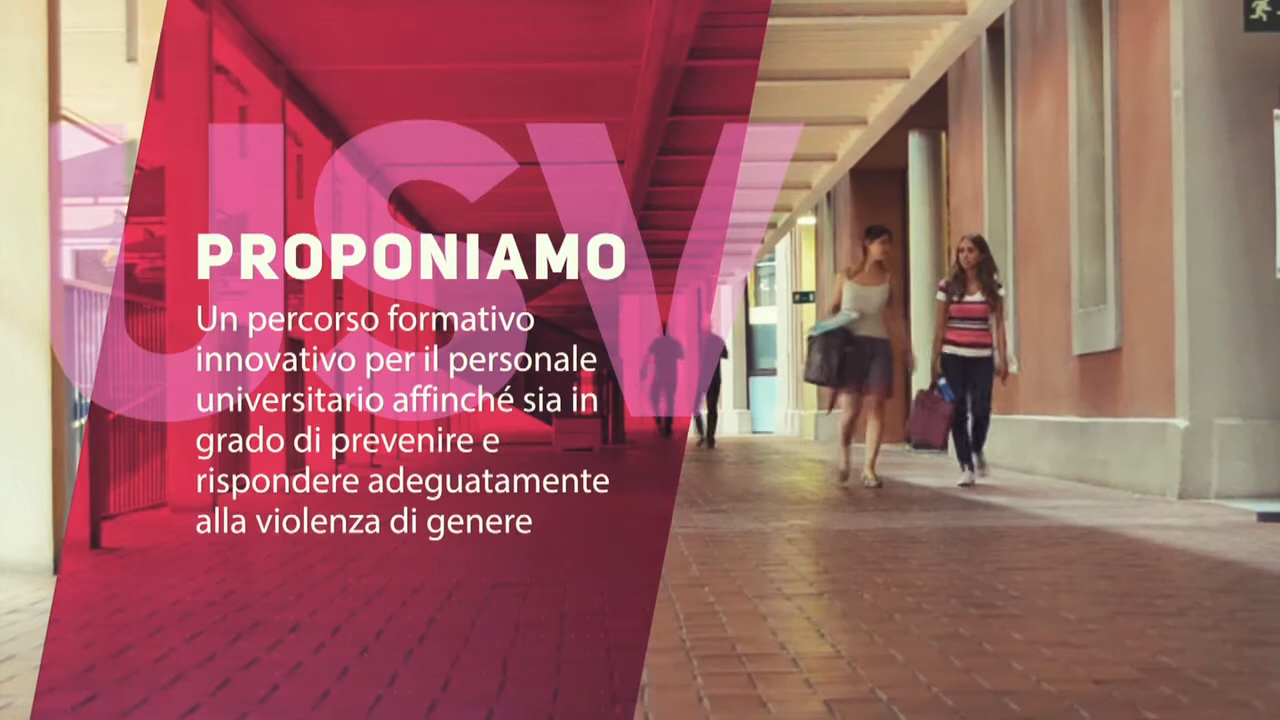 USV
PROPONIAMO
Un percorso formativo
innovativo per il personale
universitario affinché sia in
grado di prevenire e
rispondere adeguatamente
alla violenza di genere